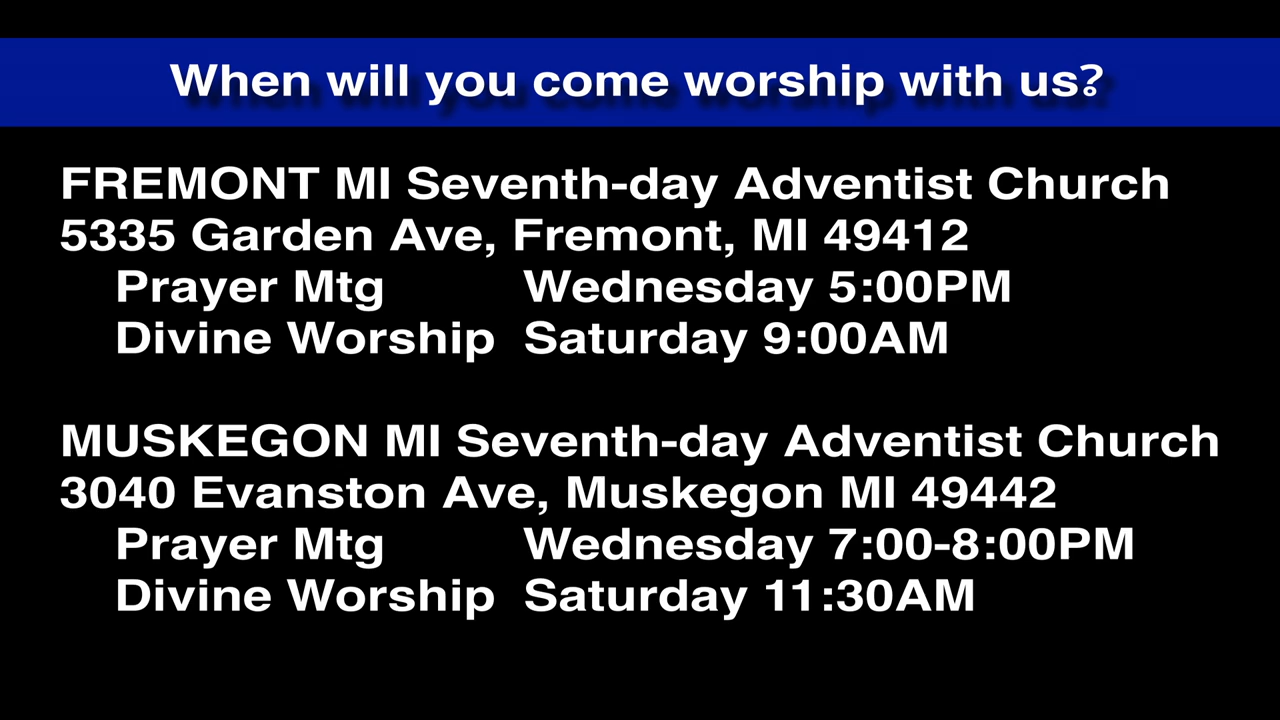 When will you come worship with us?
FREMONT MI Seventh-day Adventist Church
5335 Garden Ave, Fremont, MI 49412
Prayer Mtg Wednesday 5:00PM
Divine Worship Saturday 9:00AM
MUSKEGON MI Seventh-day Adventist Church
3040 Evanston Ave, Muskegon MI 49442
Prayer Mtg Wednesday 7:00-8:00PM
Divine Worship Saturday 11:30AM